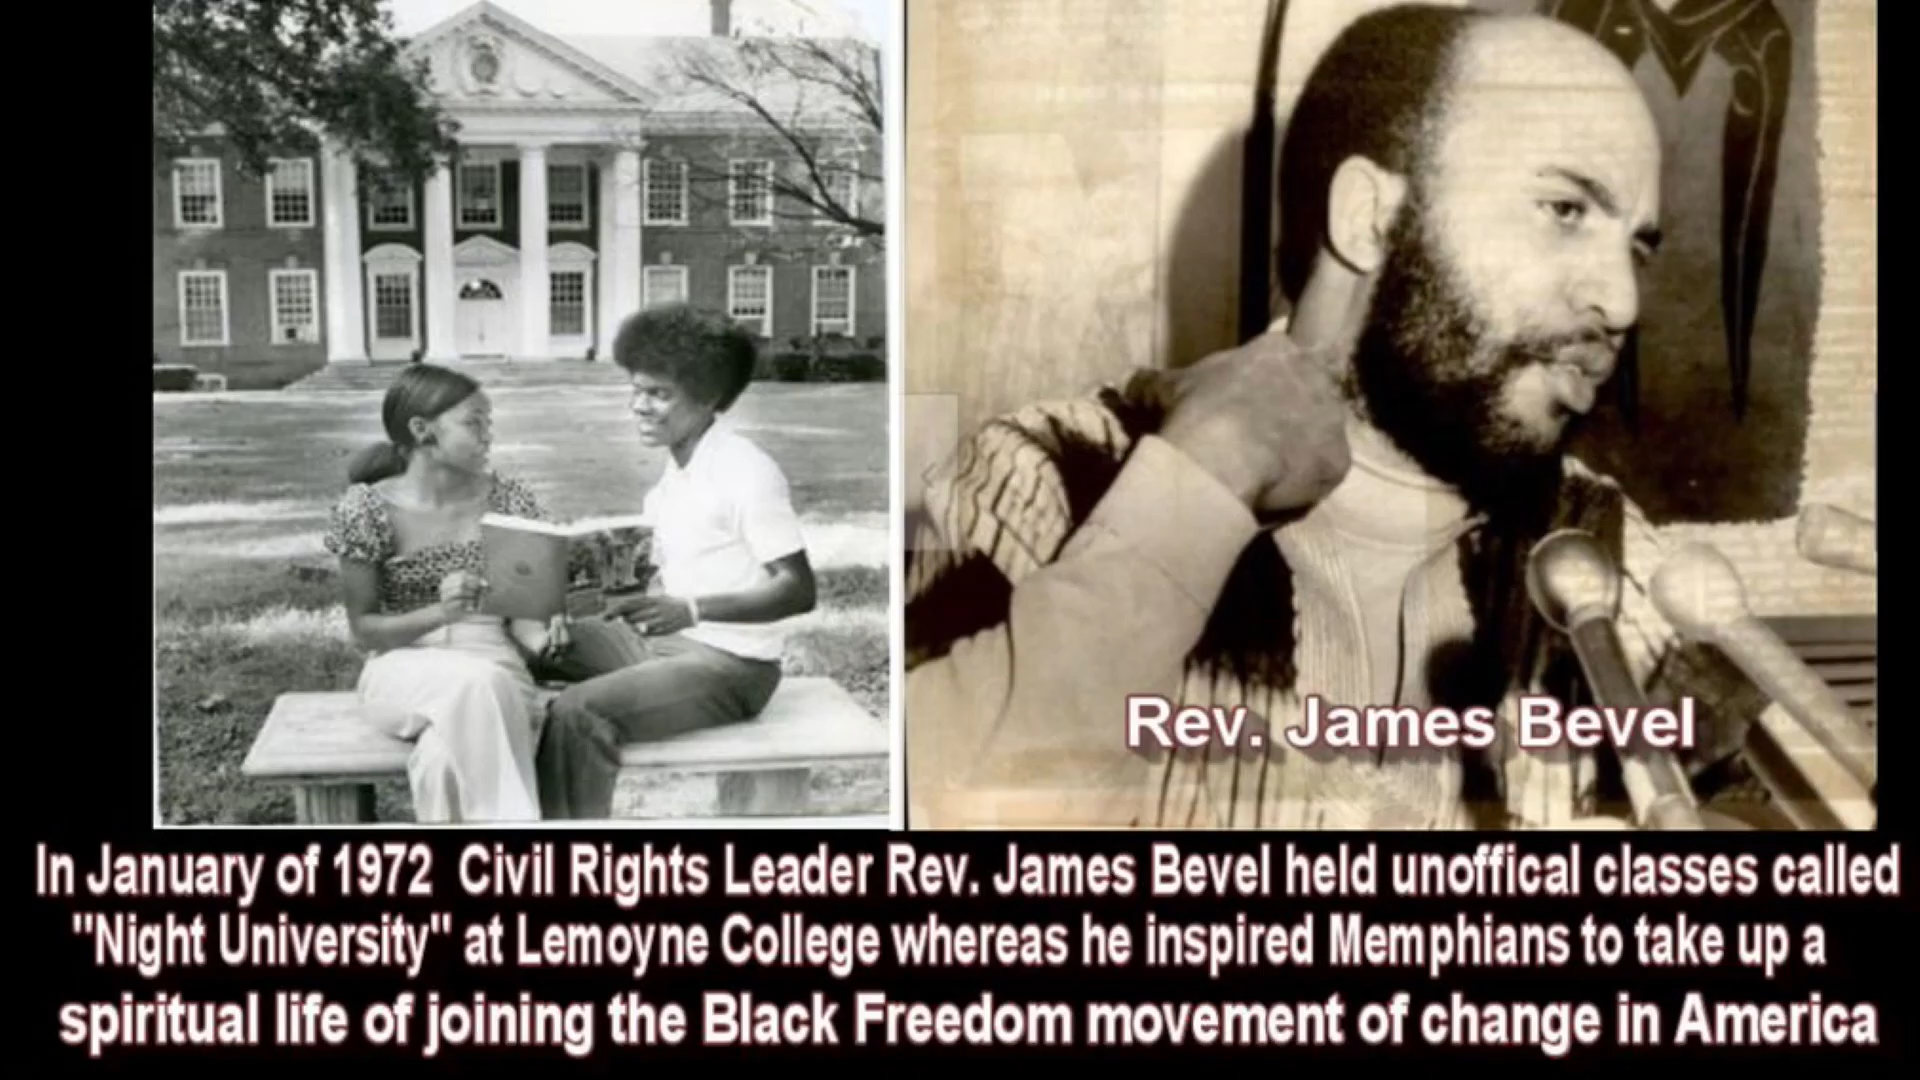 Rev. James Bevel
In January of 1972 Civil Rights Leader Rev. James Bevel held unoffical classes called
"Night University" at Lemoyne College whereas he inspired Memphians to take up a
spiritual life of joining the Black Freedom movement of change in America